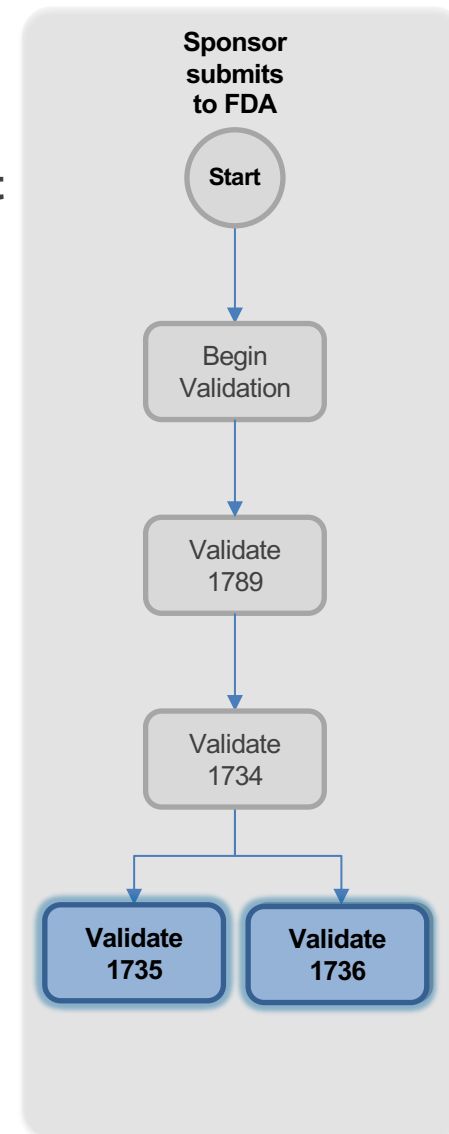 Sponsor
submits
to FDA
Start
Begin
Validation
Validate
1789
Validate
1734
Validate
1735
Validate
1736